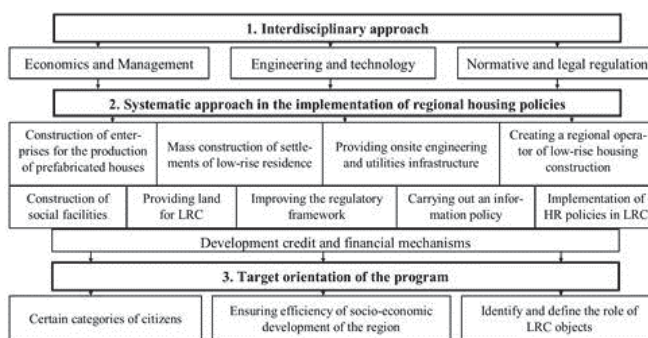 1. Interdisciplinary approach
Economics and Management
Engineering and technology
Normative and legal regulation
2. Systematic approach in the implementation of regional housing policies
Construction of enter-
prises for the production
of prefabricated houses
Mass construction of settle-
ments of low-rise residence
Providing onsite engineering
and utilities infrastructure
Creating a regional opera-
tor of low-rise housing
construction
Construction of
social facilities
Providing land
for LRC
Improving the regulatory
framework
Carrying out an infor-
mation policy
Implementation of
HR policies in LRC
Development credit and financial mechanisms
3. Target orientation of the program
Certain categories of citizens
Ensuring efficiency of socio-economic
development of the region
Identify and define the role of
LRC objects